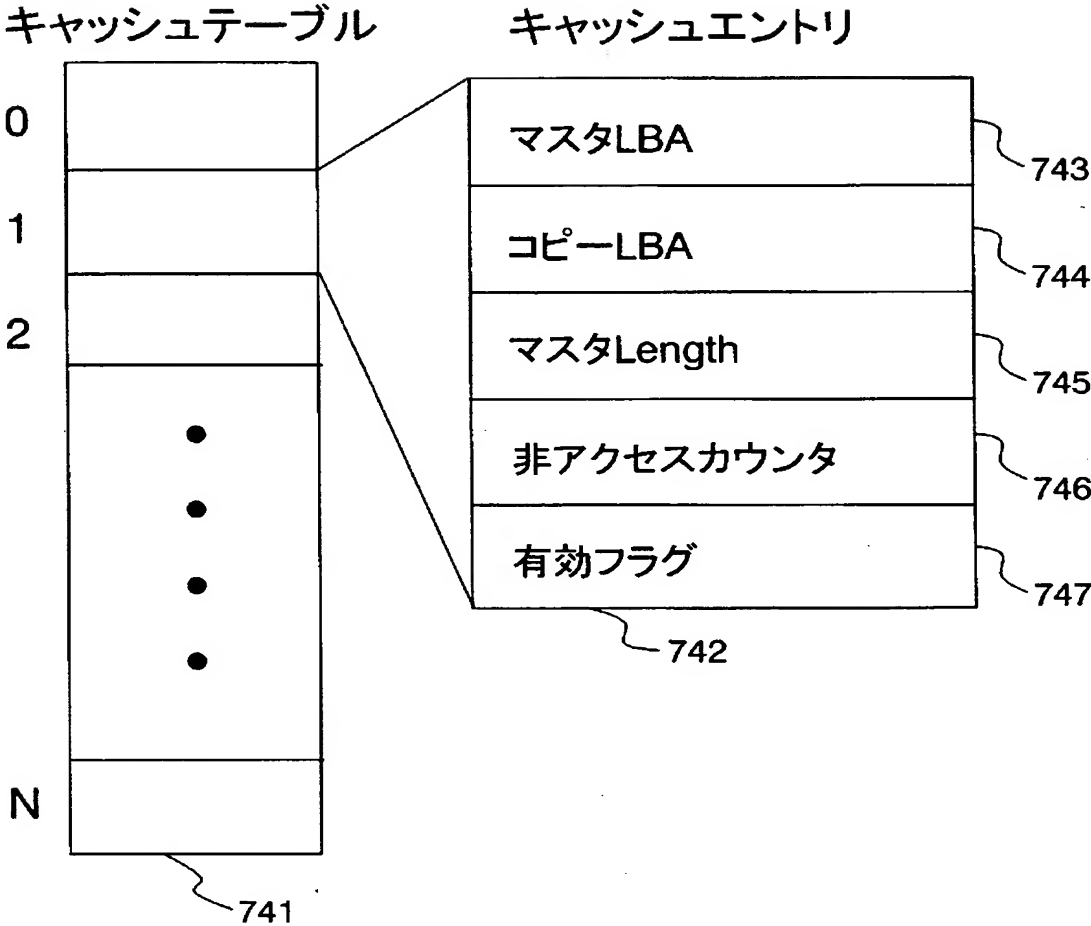 キャッシュテーブル
0
1
2
N
741
キャッシュエントリ
マスタLBA
743
コピーLBA
744
マスタLength
745
非アクセスカウンタ
746
有効フラグ
747
742